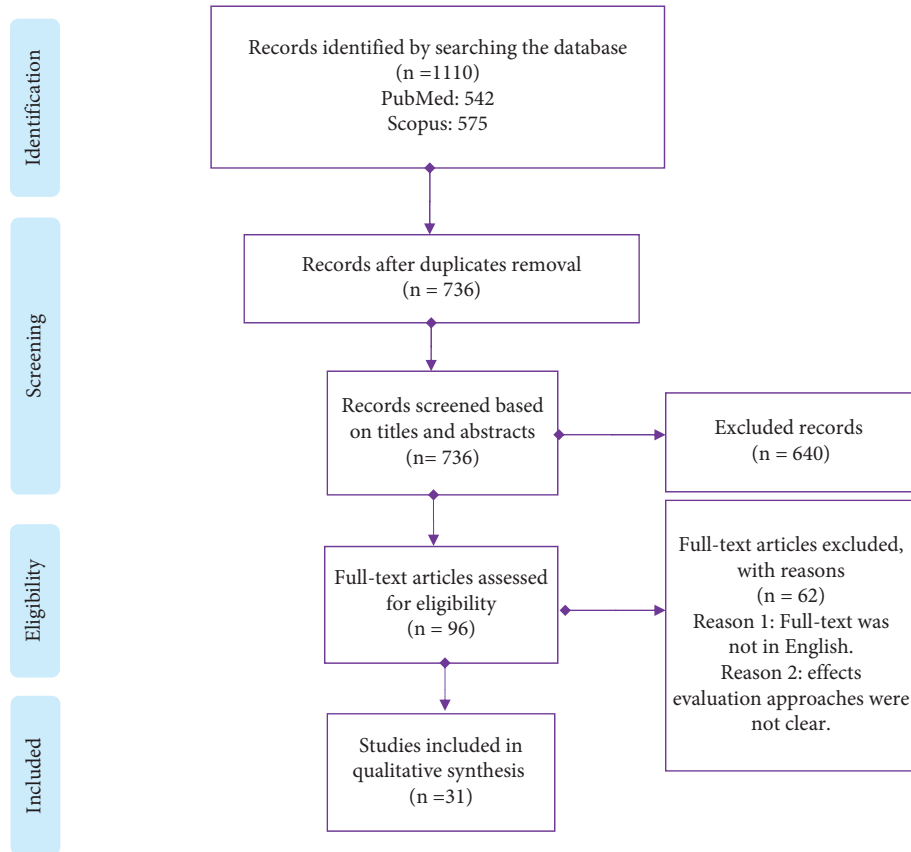 Identification
Records identified by searching the database
(n =1110)
PubMed: 542
Scopus: 575
Screening
Records after duplicates removal
(n = 736)
Records screened based
on titles and abstracts
(n= 736)
Excluded records
(n = 640)
Eligibility
Full-text articles assessed
for eligibility
(n = 96)
Full-text articles excluded,
with reasons
(n = 62)
Reason 1: Full-text was
not in English.
Reason 2: effects
evaluation approaches were
not clear.
Included
Studies included in
qualitative synthesis
(n =31)